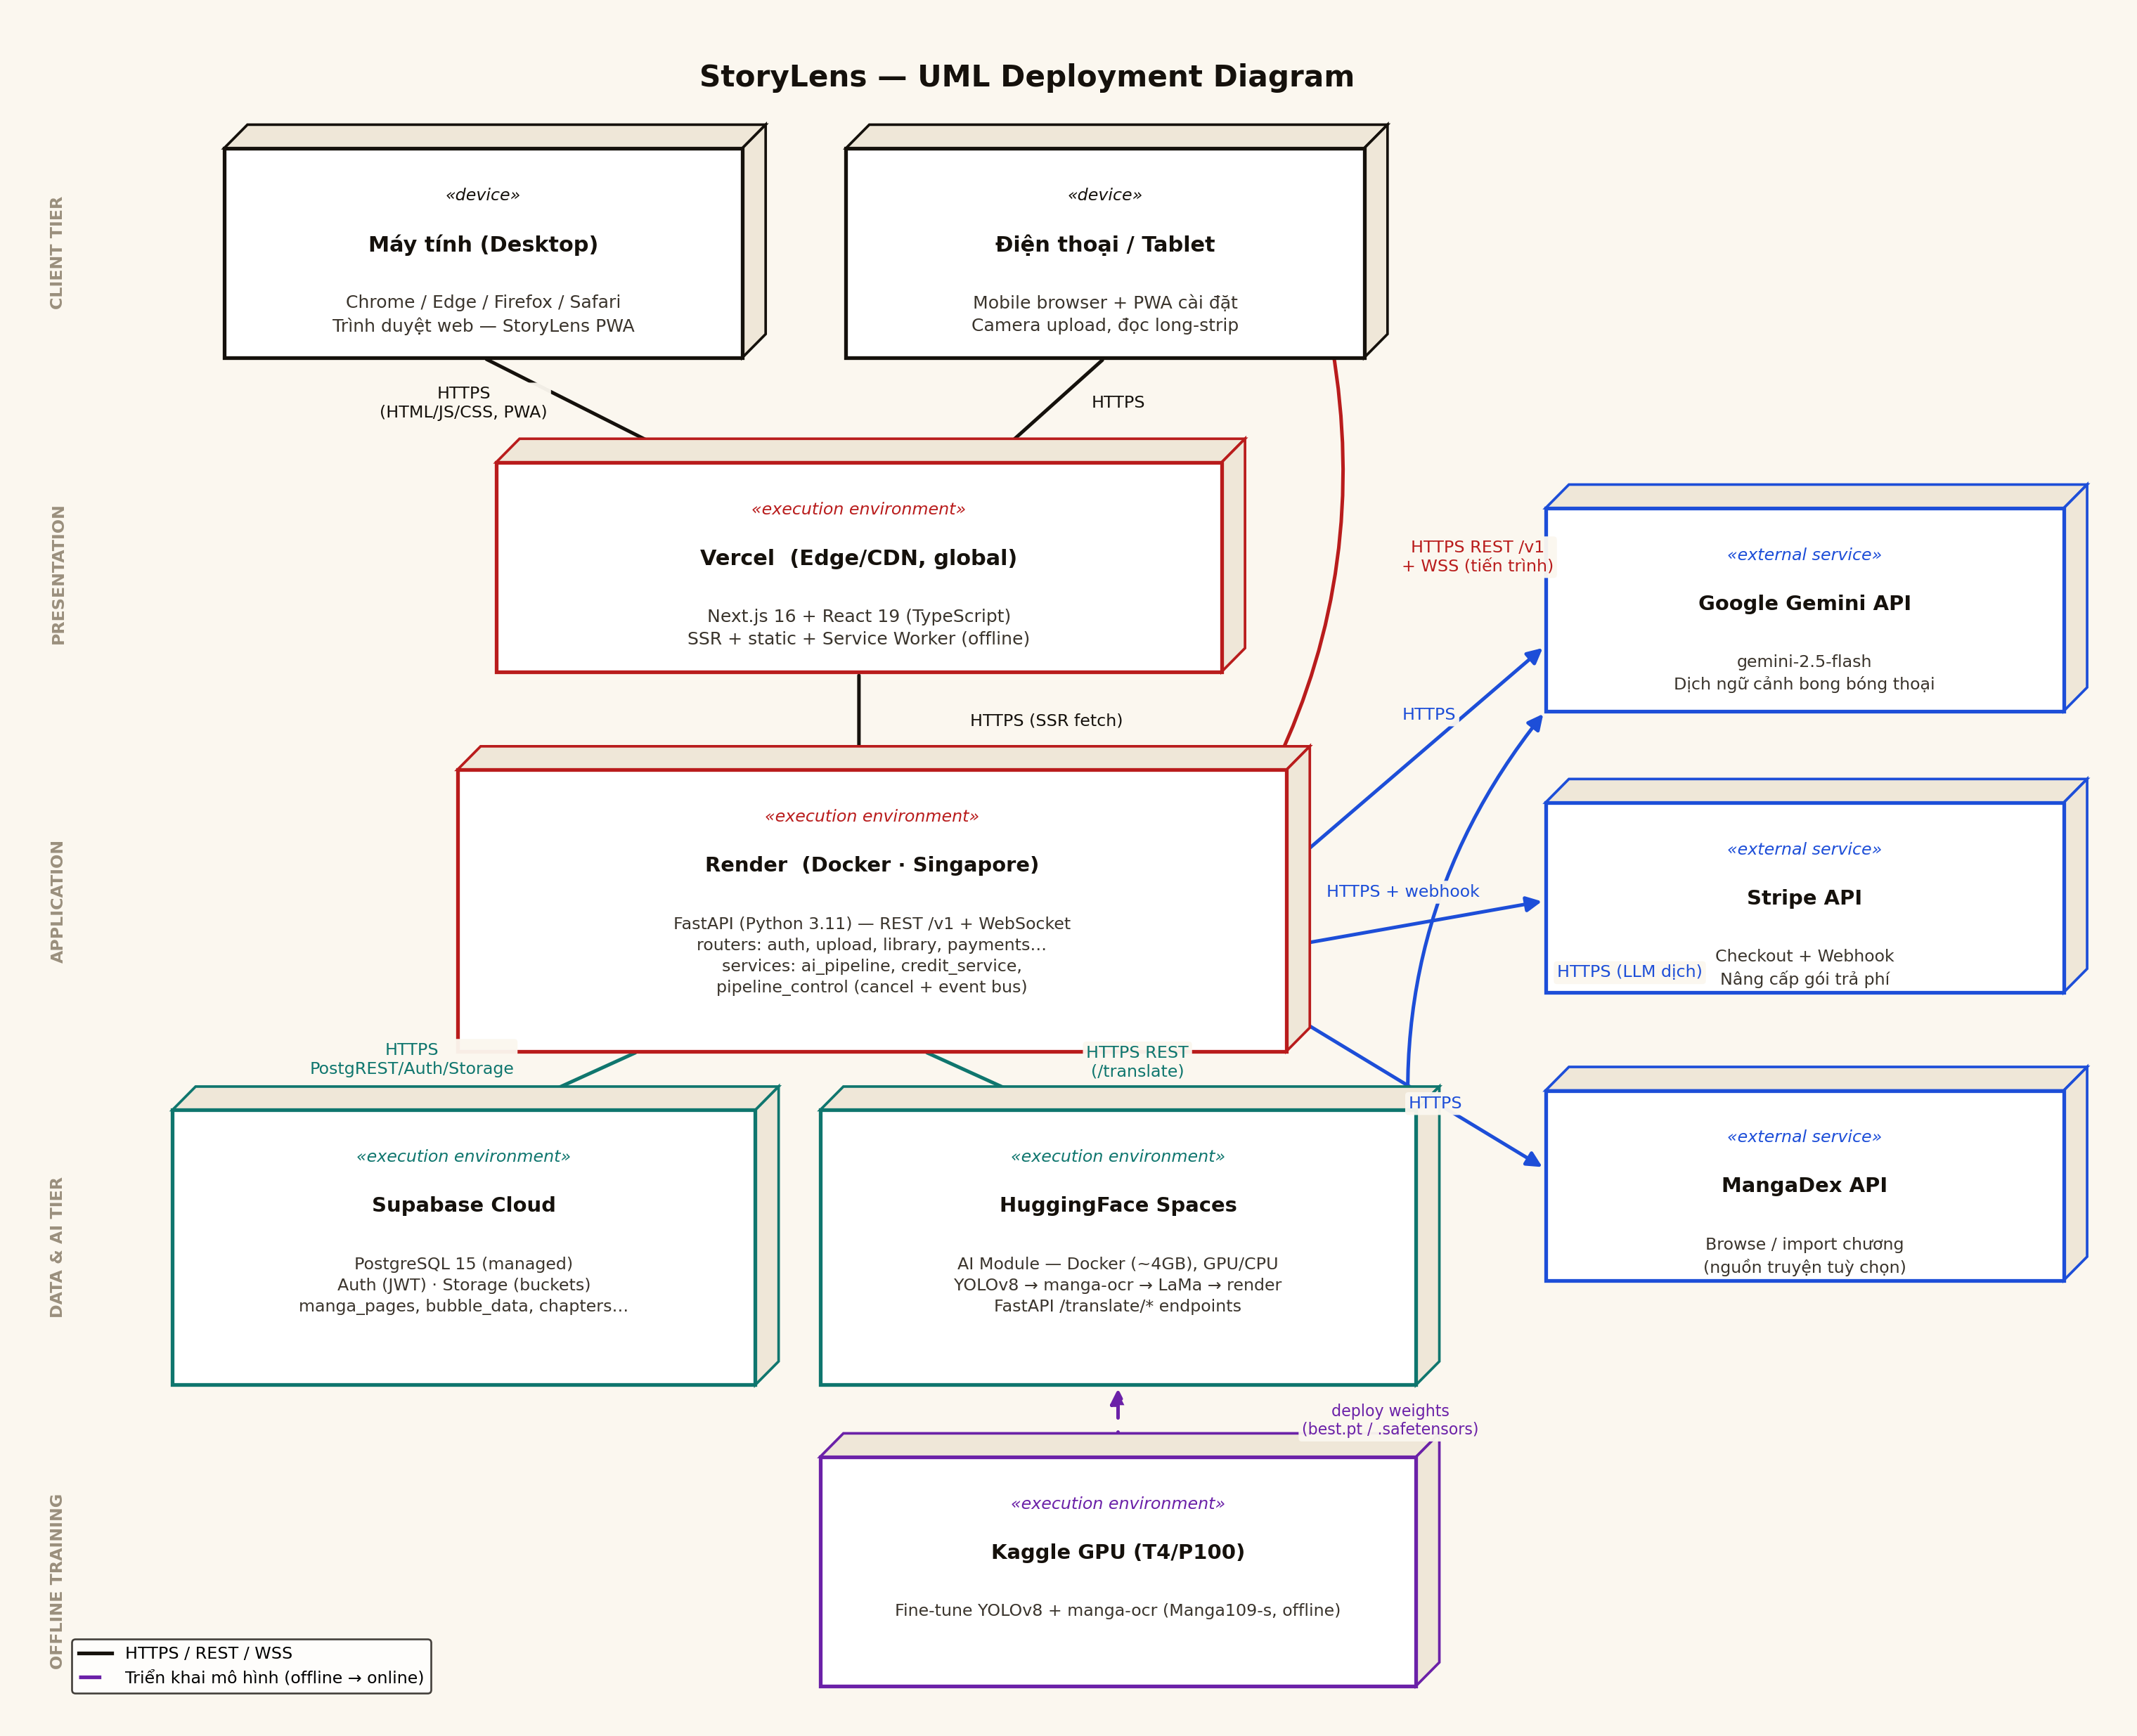 StoryLens — UML Deployment Diagram
CLIENT TIER
«device»
Máy tính (Desktop)
Chrome / Edge / Firefox / Safari
Trình duyệt web — StoryLens PWA
«device»
Điện thoại / Tablet
Mobile browser + PWA cài đặt
Camera upload, đọc long-strip
HTTPS
(HTML/JS/CSS, PWA)
HTTPS
PRESENTATION
«execution environment»
Vercel (Edge/CDN, global)
Next.js 16 + React 19 (TypeScript)
SSR + static + Service Worker (offline)
HTTPS REST /v1
+ WSS (tiến trình)
«external service»
Google Gemini API
gemini-2.5-flash
Dịch ngữ cảnh bong bóng thoại
HTTPS (SSR fetch)
HTTPS
APPLICATION
«execution environment»
Render (Docker · Singapore)
FastAPI (Python 3.11) — REST /v1 + WebSocket
routers: auth, upload, library, payments…
services: ai_pipeline, credit_service,
pipeline_control (cancel + event bus)
HTTPS + webhook
«external service»
Stripe API
Checkout + Webhook
Nâng cấp gói trả phí
HTTPS (LLM dịch)
HTTPS
PostgREST/Auth/Storage
HTTPS REST
(/translate)
HTTPS
DATA & AI TIER
«execution environment»
Supabase Cloud
PostgreSQL 15 (managed)
Auth (JWT) · Storage (buckets)
manga_pages, bubble_data, chapters…
«execution environment»
HuggingFace Spaces
AI Module — Docker (~4GB), GPU/CPU
YOLOv8 → manga-ocr → LaMa → render
FastAPI /translate/* endpoints
«external service»
MangaDex API
Browse / import chương
(nguồn truyện tuỳ chọn)
deploy weights
(best.pt / .safetensors)
OFFLINE TRAINING
«execution environment»
Kaggle GPU (T4/P100)
Fine-tune YOLOv8 + manga-ocr (Manga109-s, offline)
HTTPS / REST / WSS
Triển khai mô hình (offline → online)